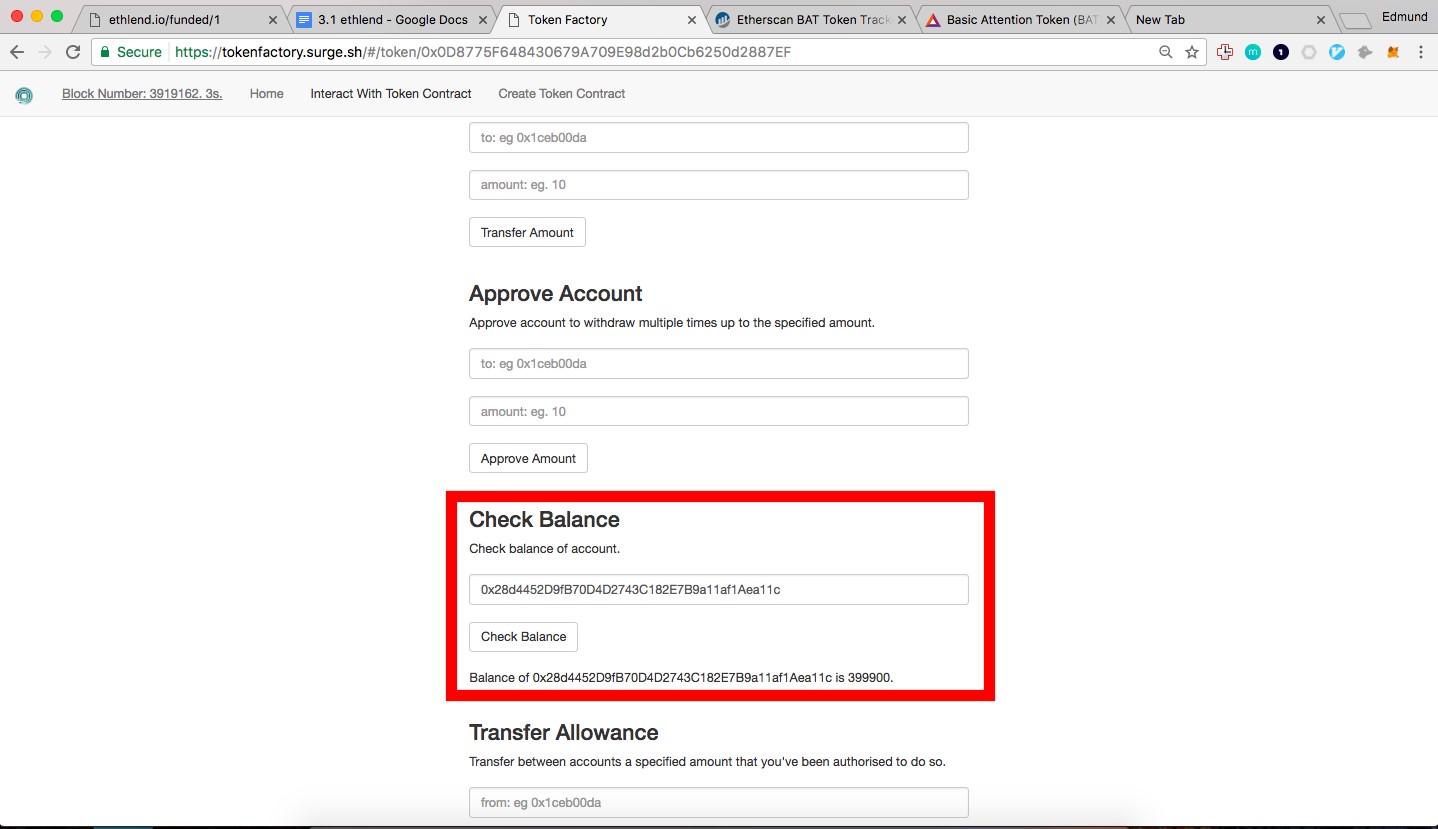 ethlend.io/funded/1
3.1 ethlend - Google Docs
Token Factory
Etherscan BAT Token Track
Basic Attention Token (BAT
New Tab
Edmund
Secure
https://tokenfactory.surge.sh/#/token/0x0D8775F648430679A709E98d2b0Cb6250d2887EF
Block Number: 3919162. 3s.
Home
Interact With Token Contract
Create Token Contract
to: eg 0x1ceb00da
amount: eg. 10
Transfer Amount
Approve Account
Approve account to withdraw multiple times up to the specified amount.
to: eg 0x1ceb00da
amount: eg. 10
Approve Amount
Check Balance
Check balance of account.
0x28d4452D9fB70D4D2743C182E7B9a11af1Aea11c
Check Balance
Balance of 0x28d4452D9fB70D4D2743C182E7B9a11af1Aea11c is 399900.
Transfer Allowance
Transfer between accounts a specified amount that you've been authorised to do so.
from: eg 0x1ceb00da